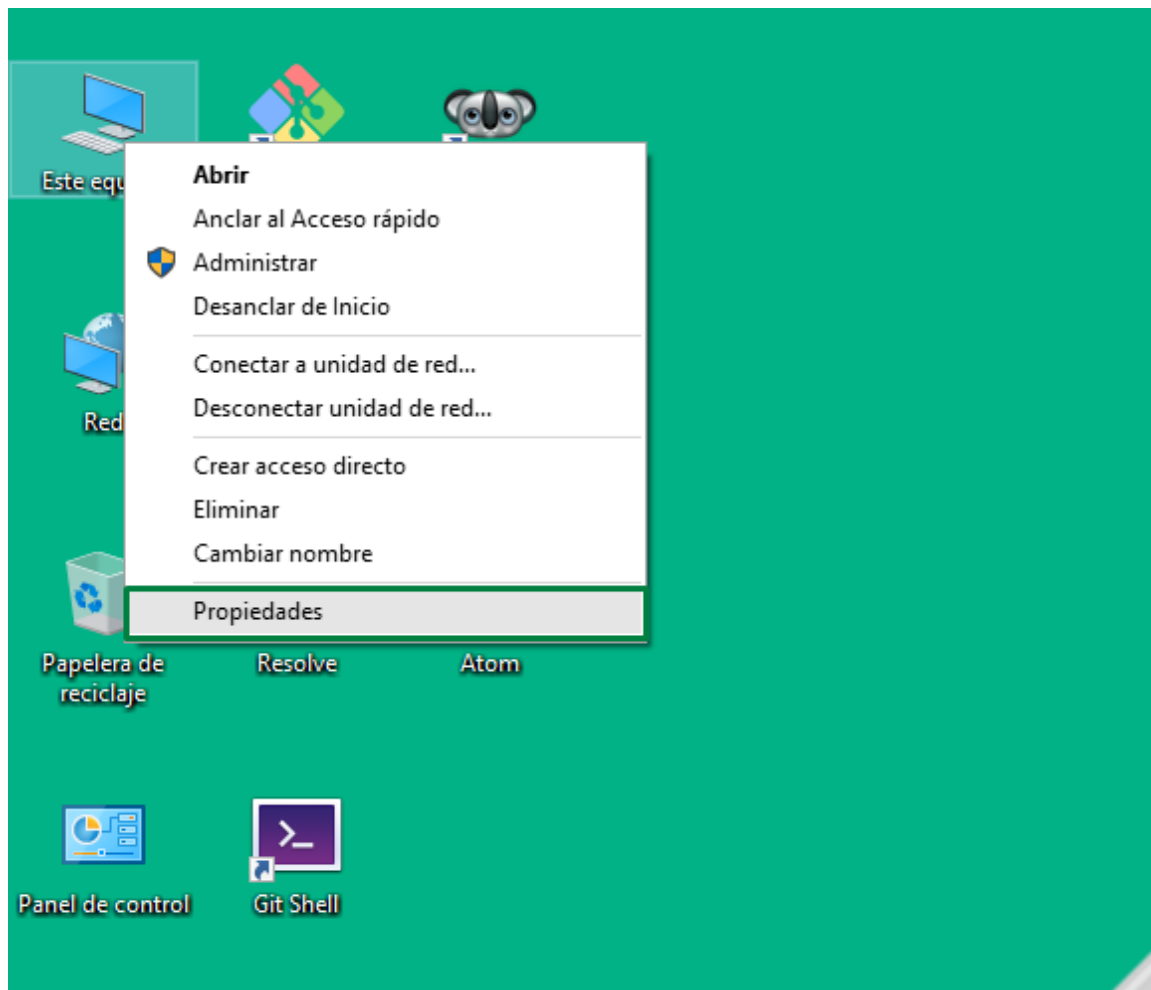 Este equ
Abrir
Anclar al Acceso rápido
Administrar
Desanclar de Inicio
Conectar a unidad de red...
Desconectar unidad de red...
Red
Crear acceso directo
Eliminar
Cambiar nombre
Propiedades
Papelera de
reciclaje
Resolve
Atom
Panel de control
Git Shell